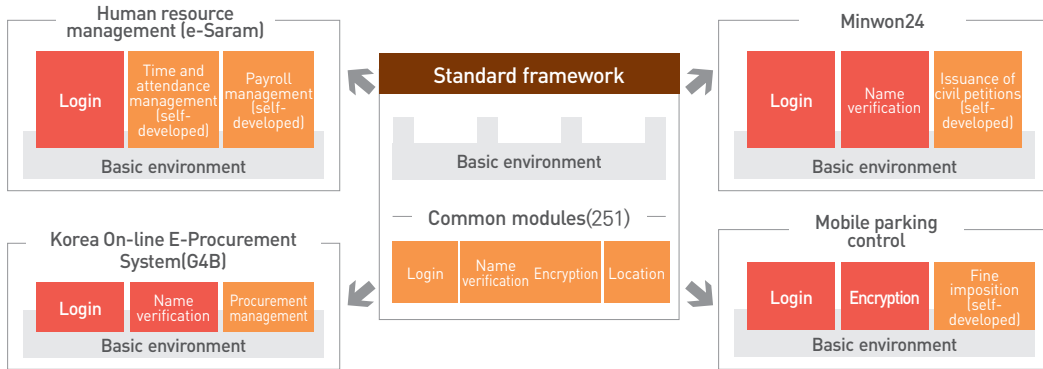 Human resource
management (e-Saram)
Login
Time and
attendance
management
(self-
developed)
Payroll
management
(self-
developed)
Basic environment
Korea On-line E-Procurement
System(G4B)
Login
Name
verification
Procurement
management
Basic environment
Standard framework
Basic environment
Common modules(251)
Login
Name
verification
Encryption
Location
Minwon24
Login
Name
verification
Issuance of
civil petitions
(self-
developed)
Basic environment
Mobile parking
control
Login
Encryption
Fine
imposition
(self-
developed)
Basic environment